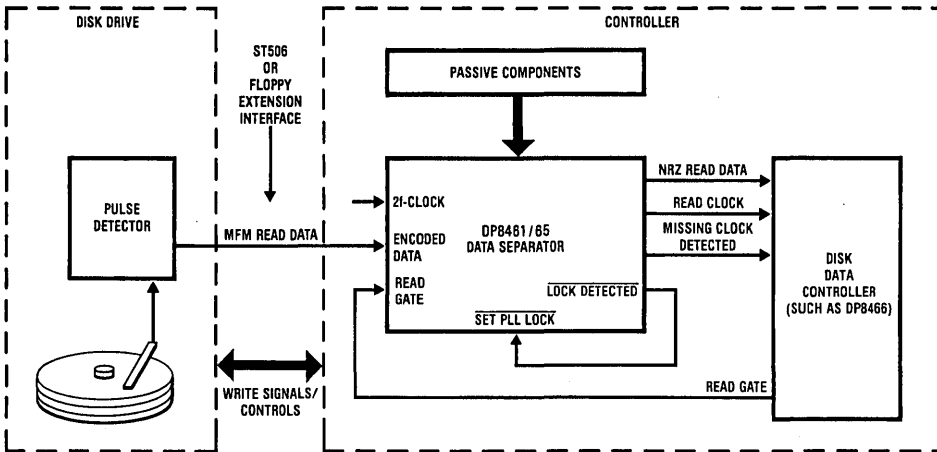 DISK DRIVE
CONTROLLER
ST506
OR
FLOPPY
EXTENSION
INTERFACE
PASSIVE COMPONENTS
PULSE
DETECTOR
MFM READ DATA
2f-CLOCK
ENCODED
DATA
READ
GATE
DP8461/65
DATA SEPARATOR
LOCK DETECTED
SET PLL LOCK
NRZ READ DATA
READ CLOCK
MISSING CLOCK
DETECTED
DISK
DATA
CONTROLLER
(SUCH AS DP8466)
READ GATE
WRITE SIGNALS/
CONTROLS